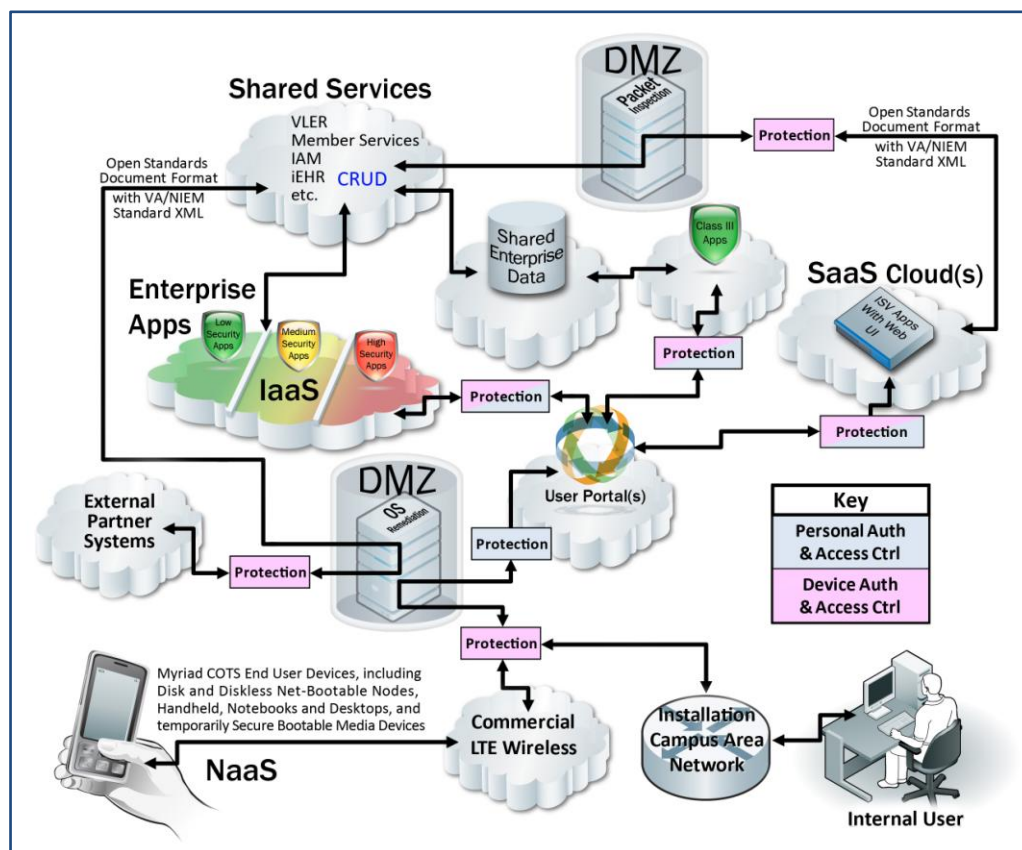 DMZ
Packet
Inspection
Shared Services
VLER
Member Services
IAM
iEHR
etc.
CRUD
Protection
Open Standards
Document Format
with VA/NIEM
Standard XML
Open Standards
Document Format
with VA/NIEM
Standard XML
Shared
Enterprise
Data
Class III
Apps
SaaS Cloud(s)
ISV Apps
With Web
UI
Enterprise
Apps
Low
Security
Apps
Medium
Security
Apps
High
Security
Apps
IaaS
Protection
Protection
Protection
User Portal(s)
DMZ
OS
Remediation
Protection
External
Partner
Systems
Protection
Key
Personal Auth
& Access Ctrl
Device Auth
& Access Ctrl
Protection
Myriad COTS End User Devices, including
Disk and Diskless Net-Bootable Nodes,
Handheld, Notebooks and Desktops, and
temporarily Secure Bootable Media Devices
NaaS
Commercial
LTE Wireless
Installation
Campus Area
Network
Internal User